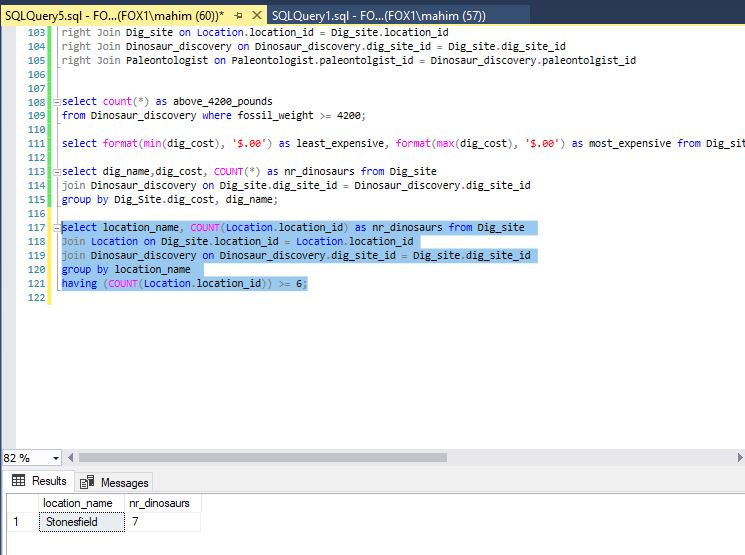 SQLQuery5.sql - FO...(FOX1\mahim (60))* SQLQuery1.sql - FO...(FOX1\mahim (57))
103 right Join Dig_site on Location.location_id = Dig_site.location_id
104 right Join Dinosaur_discovery on Dinosaur_discovery.dig_site_id = Dig_site.dig_site_id
105 right Join Paleontologist on Paleontologist.paleontolgist_id = Dinosaur_discovery.paleontolgist_id
106
107
108 select count(*) as above_4200_pounds
109 from Dinosaur_discovery where fossil_weight >= 4200;
110
111 select format(min(dig_cost), '$.00') as least_expensive, format(max(dig_cost), '$.00') as most_expensive from Dig_sit
112
113 select dig_name,dig_cost, COUNT(*) as nr_dinosaurs from Dig_site
114 join Dinosaur_discovery on Dig_site.dig_site_id = Dinosaur_discovery.dig_site_id
115 group by Dig_Site.dig_cost, dig_name;
116
117 select location_name, COUNT(Location.location_id) as nr_dinosaurs from Dig_site
118 Join Location on Dig_site.location_id = Location.location_id
119 join Dinosaur_discovery on Dinosaur_discovery.dig_site_id = Dig_site.dig_site_id
120 group by location_name
121 having (COUNT(Location.location_id)) >= 6;
122
82 %
Results Messages
location_name nr_dinosaurs
1 Stonesfield 7